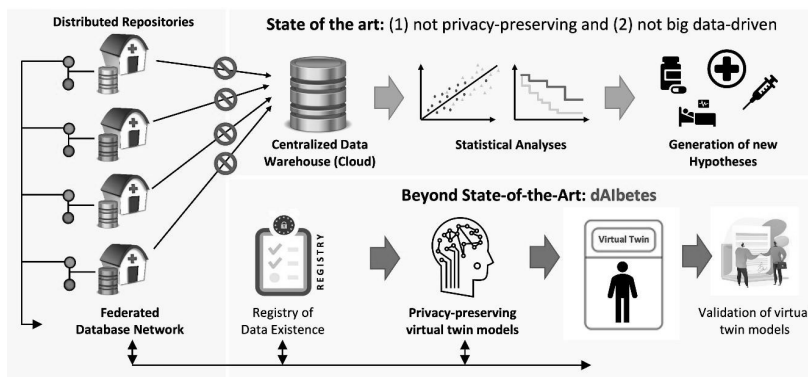 Distributed Repositories
State of the art: (1) not privacy-preserving and (2) not big data-driven
Centralized Data
Warehouse (Cloud)
Statistical Analyses
Generation of new
Hypotheses
Beyond State-of-the-Art: dAIbetes
REGISTRY
Virtual Twin
Federated
Database Network
Registry of
Data Existence
Privacy-preserving
virtual twin models
Validation of virtual
twin models